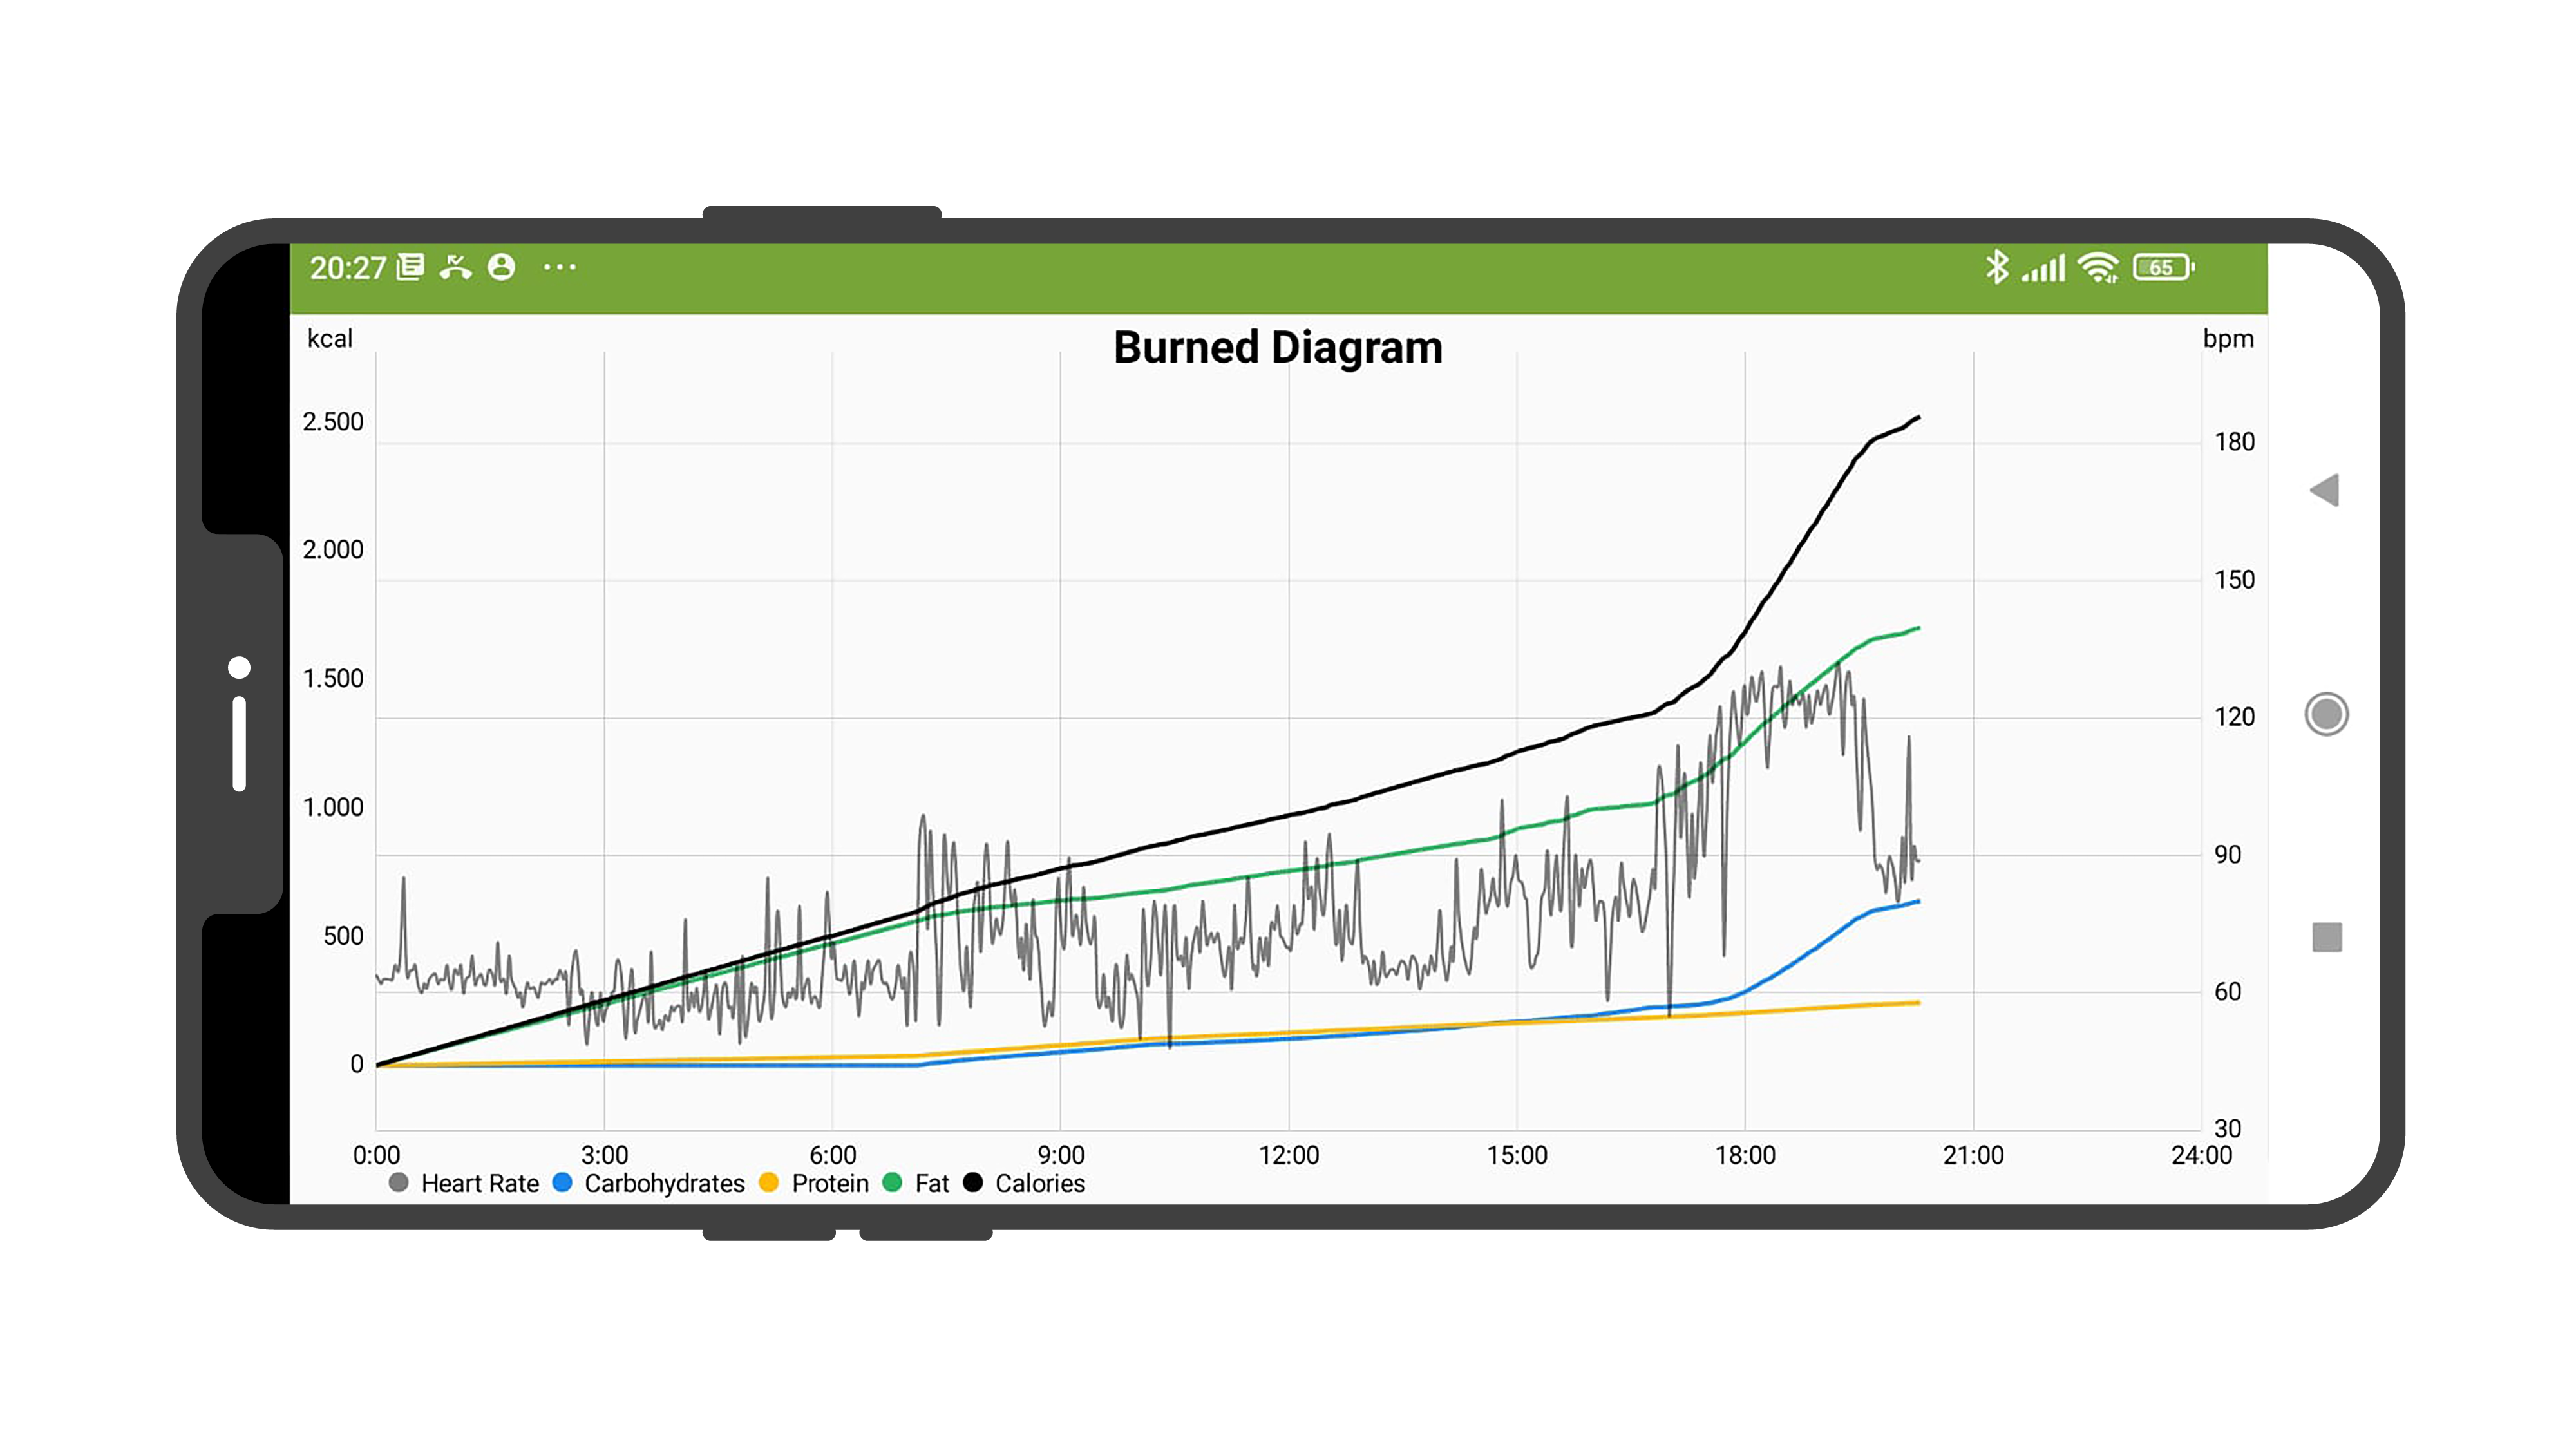 20:27
65
kcal
Burned Diagram
bpm
2.500
2.000
1.500
1.000
500
0
180
150
120
90
60
30
0:00 3:00 6:00 9:00 12:00 15:00 18:00 21:00 24:00
Heart Rate Carbohydrates Protein Fat Calories